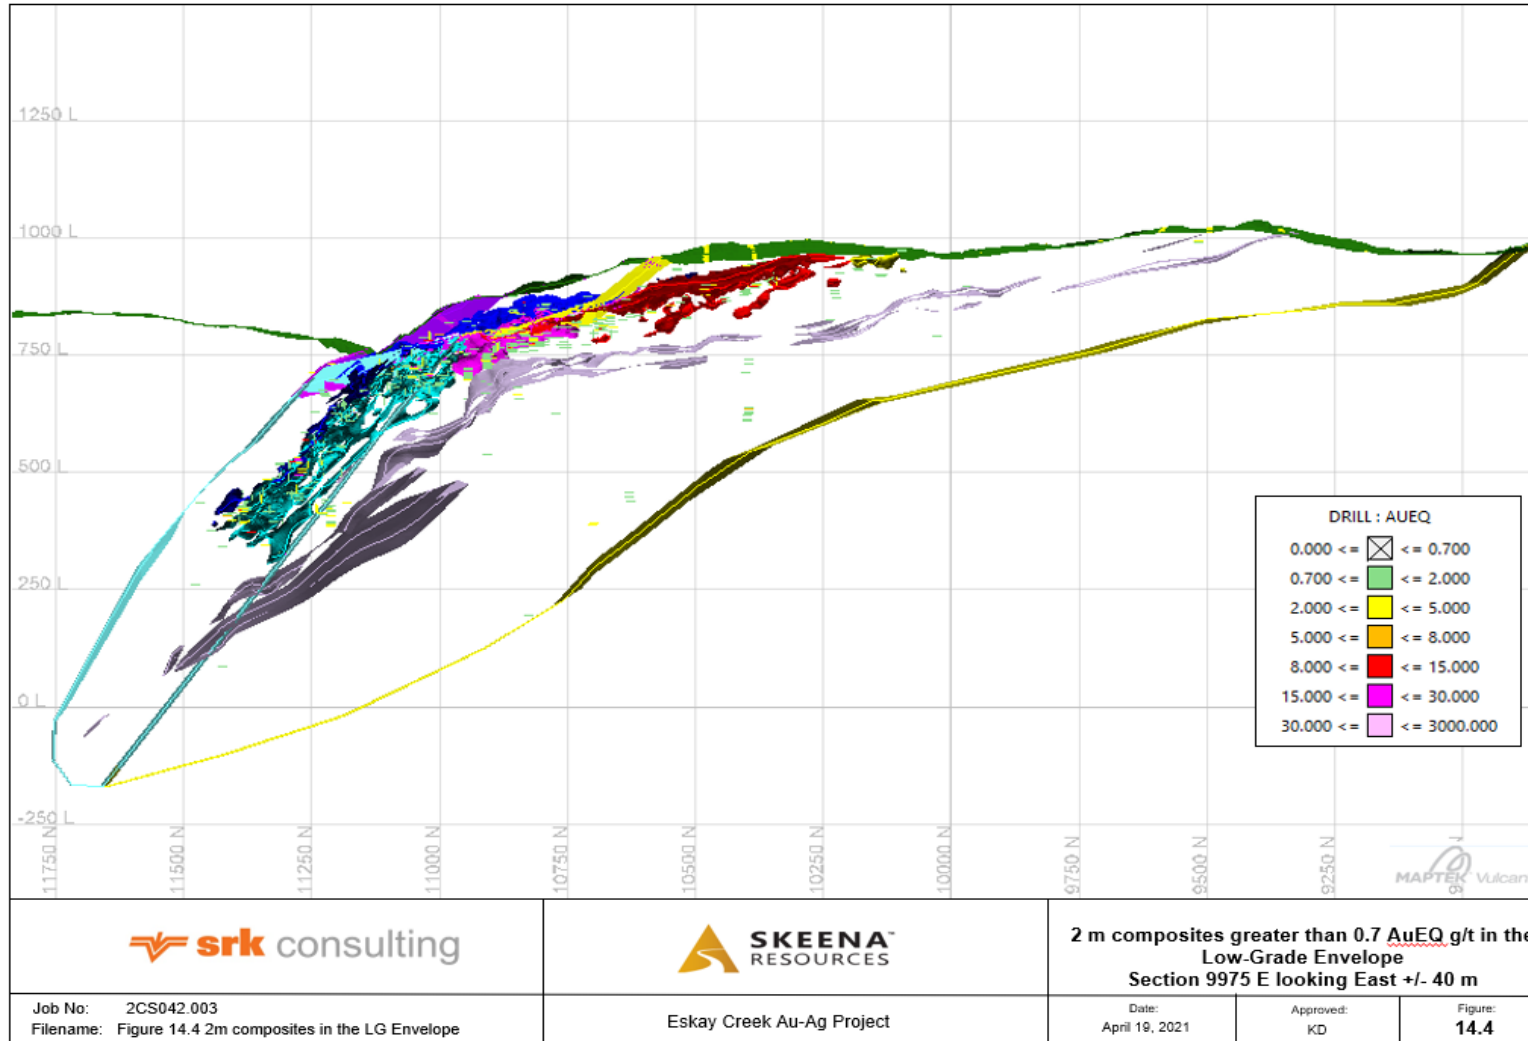 1250 L
1000 L
750 L
500 L
250 L
0 L
-250 L
11750 N
11500 N
11250 N
11000 N
10750 N
10500 N
10250 N
10000 N
9750 N
9500 N
9250 N
DRILL : AUEQ
0.000 <= <= 0.700
0.700 <= <= 2.000
2.000 <= <= 5.000
5.000 <= <= 8.000
8.000 <= <= 15.000
15.000 <= <= 30.000
30.000 <= <= 3000.000
MAPTEK Vulcan
srk consulting
SKEENA™
RESOURCES
2 m composites greater than 0.7 AuEQ g/t in the
Low-Grade Envelope
Section 9975 E looking East +/- 40 m
Job No: 2CS042.003
Filename: Figure 14.4 2m composites in the LG Envelope
Eskay Creek Au-Ag Project
Date:
April 19, 2021
Approved:
KD
Figure:
14.4